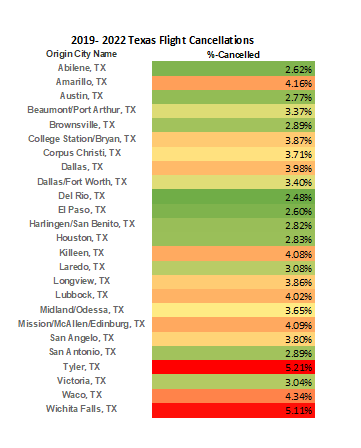 2019- 2022 Texas Flight Cancellations
Origin City Name %-Cancelled
Abilene, TX 2.62%
Amarillo, TX 4.16%
Austin, TX 2.77%
Beaumont/Port Arthur, TX 3.37%
Brownsville, TX 2.89%
College Station/Bryan, TX 3.87%
Corpus Christi, TX 3.71%
Dallas, TX 3.98%
Dallas/Fort Worth, TX 3.40%
Del Rio, TX 2.48%
El Paso, TX 2.60%
Harlingen/San Benito, TX 2.82%
Houston, TX 2.83%
Killeen, TX 4.08%
Laredo, TX 3.08%
Longview, TX 3.86%
Lubbock, TX 4.02%
Midland/Odessa, TX 3.65%
Mission/McAllen/Edinburg, TX 4.09%
San Angelo, TX 3.80%
San Antonio, TX 2.89%
Tyler, TX 5.21%
Victoria, TX 3.04%
Waco, TX 4.34%
Wichita Falls, TX 5.11%